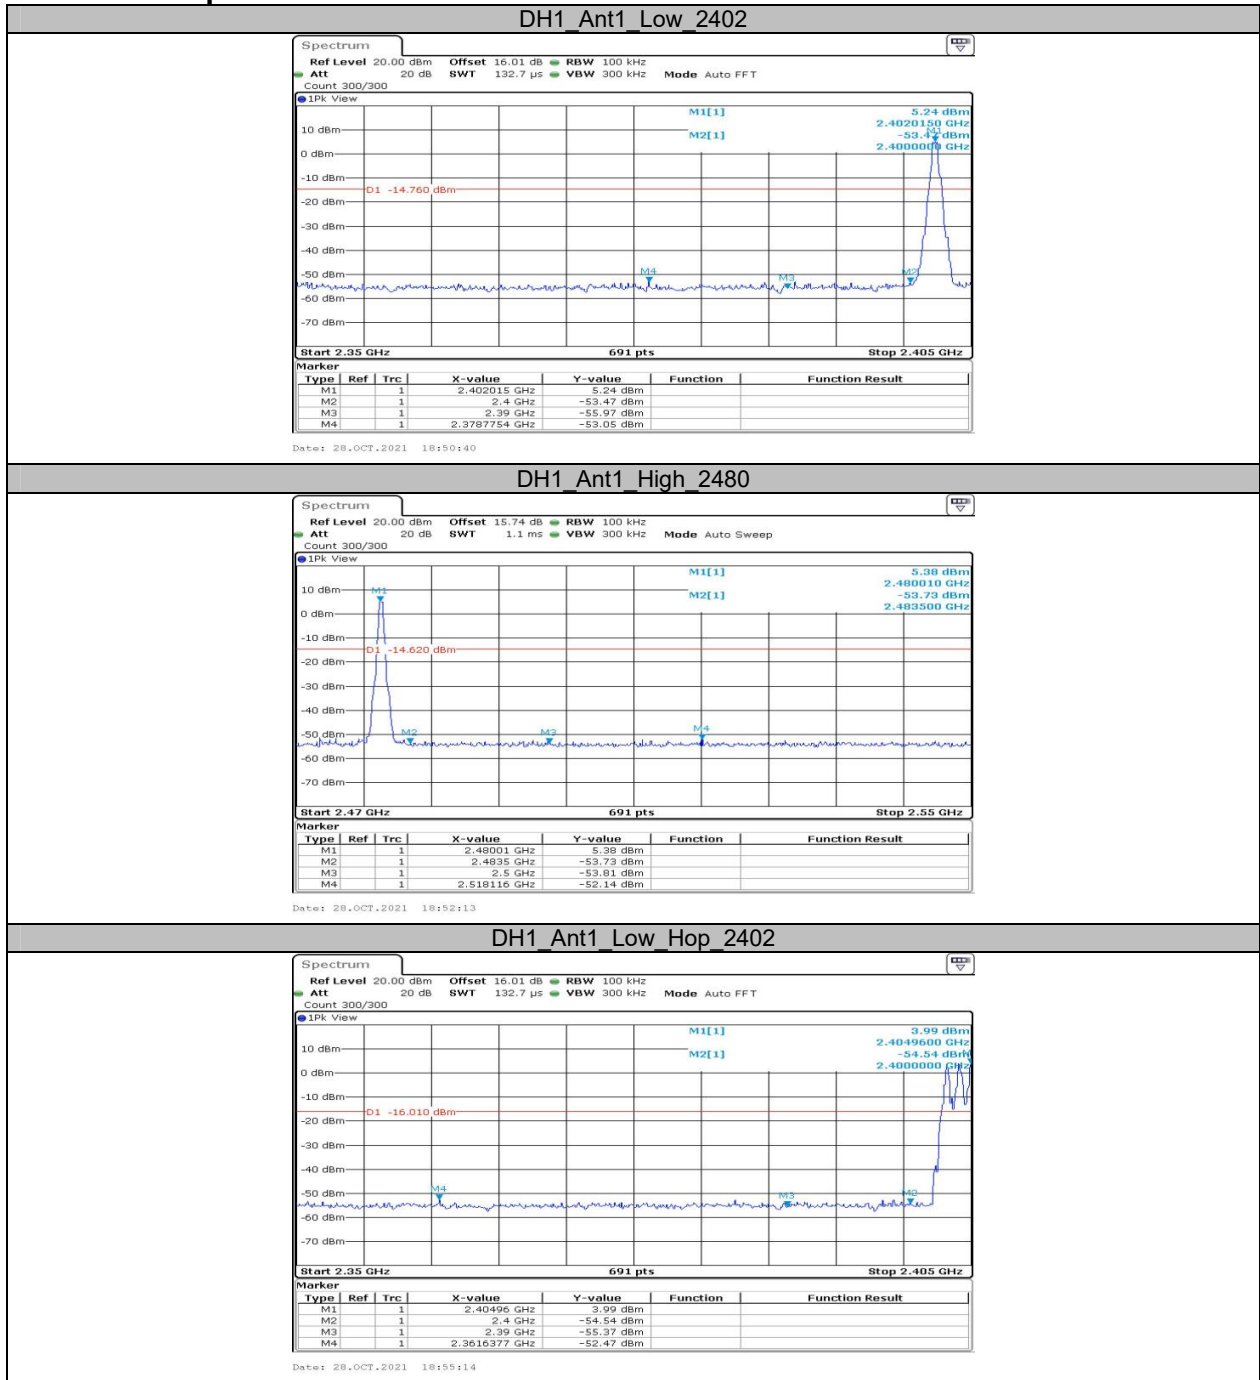 DH1_Ant1_Low_2402
Spectrum
Ref Level 20.00 dBm Offset 16.01 dB RBW 100 kHz
Att 20 dB SWT 132.7 µs VBW 300 kHz Mode Auto FFT
Count 300/300
1Pk View
M1[1] 5.24 dBm
2.4020150 GHz
10 dBm M2[1] -53.47 dBm M1
0 dBm 2.4000000 GHz
-10 dBm
D1 -14.760 dBm
-20 dBm
-30 dBm
-40 dBm
-50 dBm M4 M3 M2
-60 dBm
-70 dBm
Start 2.35 GHz 691 pts Stop 2.405 GHz
Marker
Type Ref Trc X-value Y-value Function Function Result
M1 1 2.402015 GHz 5.24 dBm
M2 1 2.4 GHz -53.47 dBm
M3 1 2.39 GHz -55.97 dBm
M4 1 2.3787754 GHz -53.05 dBm
Date: 28.OCT.2021 18:50:40
DH1_Ant1_High_2480
Spectrum
Ref Level 20.00 dBm Offset 15.74 dB RBW 100 kHz
Att 20 dB SWT 1.1 ms VBW 300 kHz Mode Auto Sweep
Count 300/300
1Pk View
M1[1] 5.38 dBm
2.480010 GHz
10 dBm M1 M2[1] -53.73 dBm
0 dBm 2.483500 GHz
-10 dBm
D1 -14.620 dBm
-20 dBm
-30 dBm
-40 dBm
-50 dBm M2 M3 M4
-60 dBm
-70 dBm
Start 2.47 GHz 691 pts Stop 2.55 GHz
Marker
Type Ref Trc X-value Y-value Function Function Result
M1 1 2.48001 GHz 5.38 dBm
M2 1 2.4835 GHz -53.73 dBm
M3 1 2.5 GHz -53.81 dBm
M4 1 2.518116 GHz -52.14 dBm
Date: 28.OCT.2021 18:52:13
DH1_Ant1_Low_Hop_2402
Spectrum
Ref Level 20.00 dBm Offset 16.01 dB RBW 100 kHz
Att 20 dB SWT 132.7 µs VBW 300 kHz Mode Auto FFT
Count 300/300
1Pk View
M1[1] 3.99 dBm
2.4049600 GHz
10 dBm M2[1] -54.54 dBm
0 dBm 2.4000000 GHz
-10 dBm
D1 -16.010 dBm
-20 dBm
-30 dBm
-40 dBm
-50 dBm M4 M3 M2
-60 dBm
-70 dBm
Start 2.35 GHz 691 pts Stop 2.405 GHz
Marker
Type Ref Trc X-value Y-value Function Function Result
M1 1 2.40496 GHz 3.99 dBm
M2 1 2.4 GHz -54.54 dBm
M3 1 2.39 GHz -55.37 dBm
M4 1 2.3616377 GHz -52.47 dBm
Date: 28.OCT.2021 18:55:14